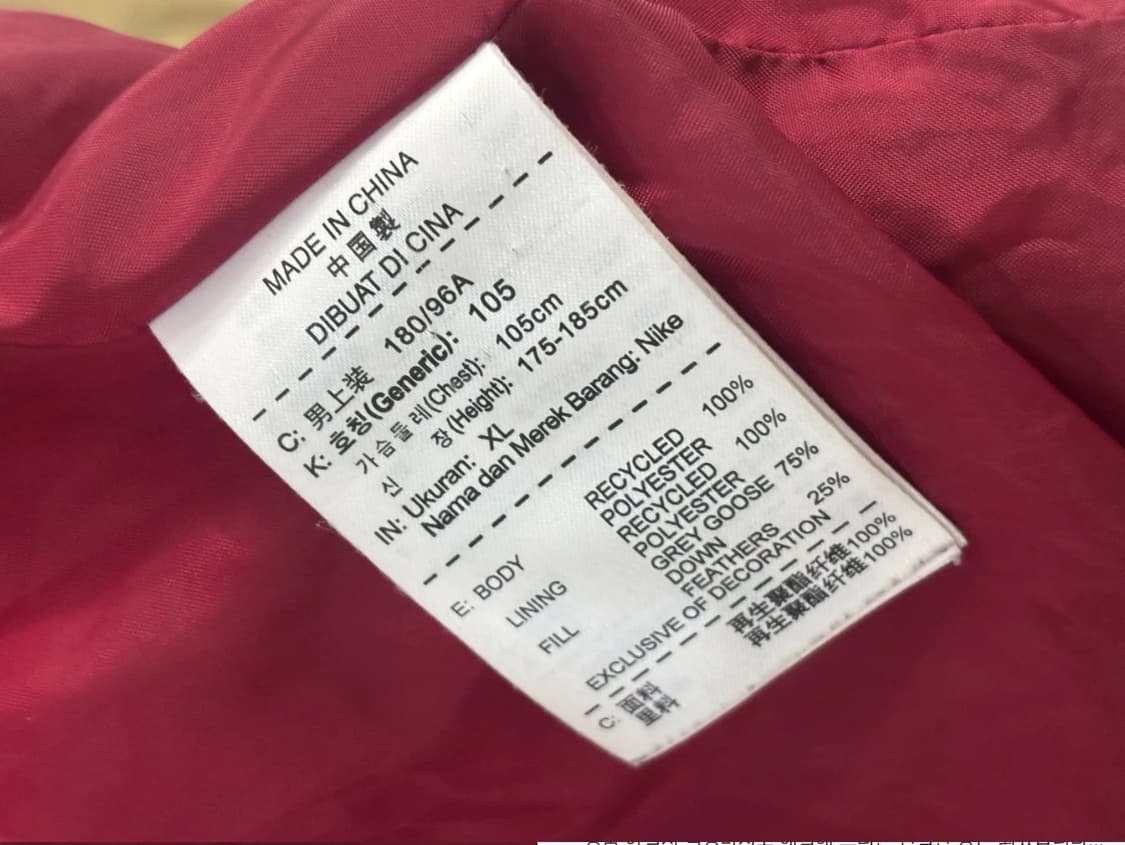 MADE IN CHINA
中国製
DIBUAT DI CINA
C: 男上装 180/96A
K: 호칭(Generic): 105
가슴둘레(Chest): 105cm
신 장(Height): 175-185cm
IN: Ukuran: XL
Nama dan Merek Barang: Nike
E: BODY RECYCLED 100%
POLYESTER
LINING RECYCLED 100%
POLYESTER
FILL GREY GOOSE 75%
DOWN
FEATHERS 25%
EXCLUSIVE OF DECORATION
C: 面料 再生聚酯纤维100%
里料 再生聚酯纤维100%